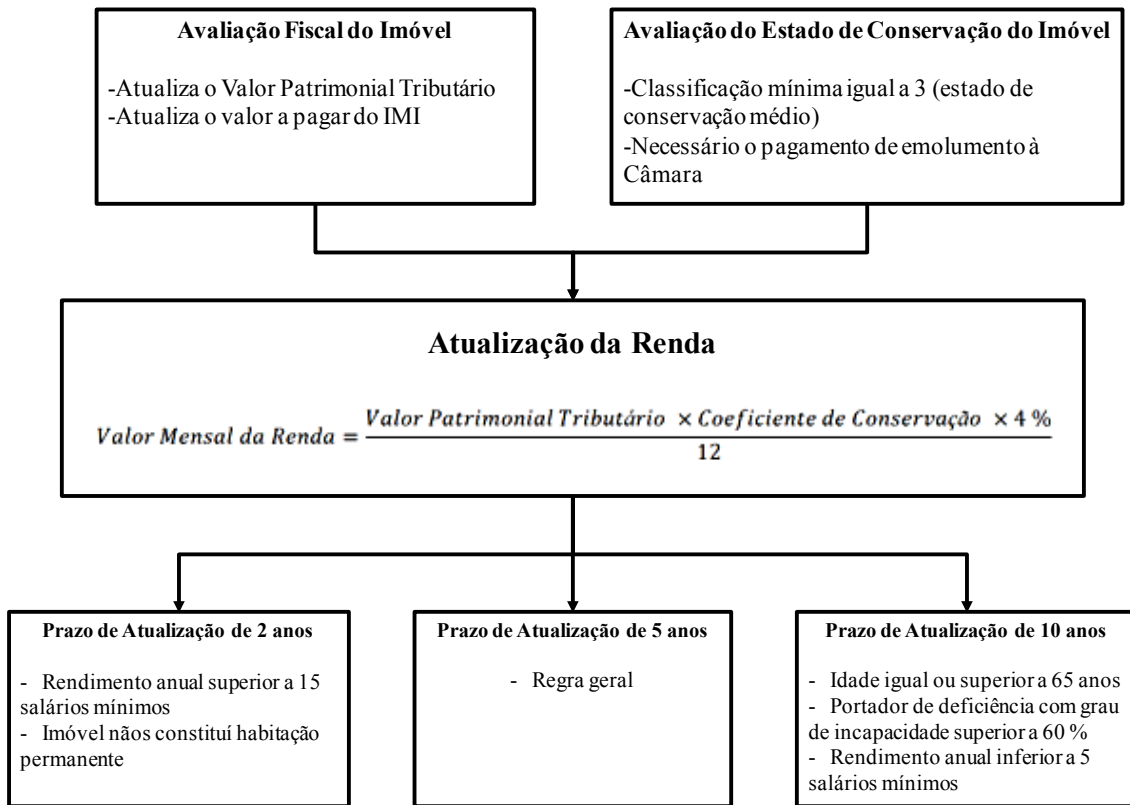 Avaliação Fiscal do Imóvel
-Atualiza o Valor Patrimonial Tributário
-Atualiza o valor a pagar do IMI
Avaliação do Estado de Conservação do Imóvel
-Classificação mínima igual a 3 (estado de
conservação médio)
-Necessário o pagamento de emolumento à
Câmara
Atualização da Renda
Valor Mensal da Renda = Valor Patrimonial Tributário × Coeficiente de Conservação × 4 %
12
Prazo de Atualização de 2 anos
- Rendimento anual superior a 15
salários mínimos
- Imóvel nãos constituí habitação
permanente
Prazo de Atualização de 5 anos
- Regra geral
Prazo de Atualização de 10 anos
- Idade igual ou superior a 65 anos
- Portador de deficiência com grau
de incapacidade superior a 60 %
- Rendimento anual inferior a 5
salários mínimos